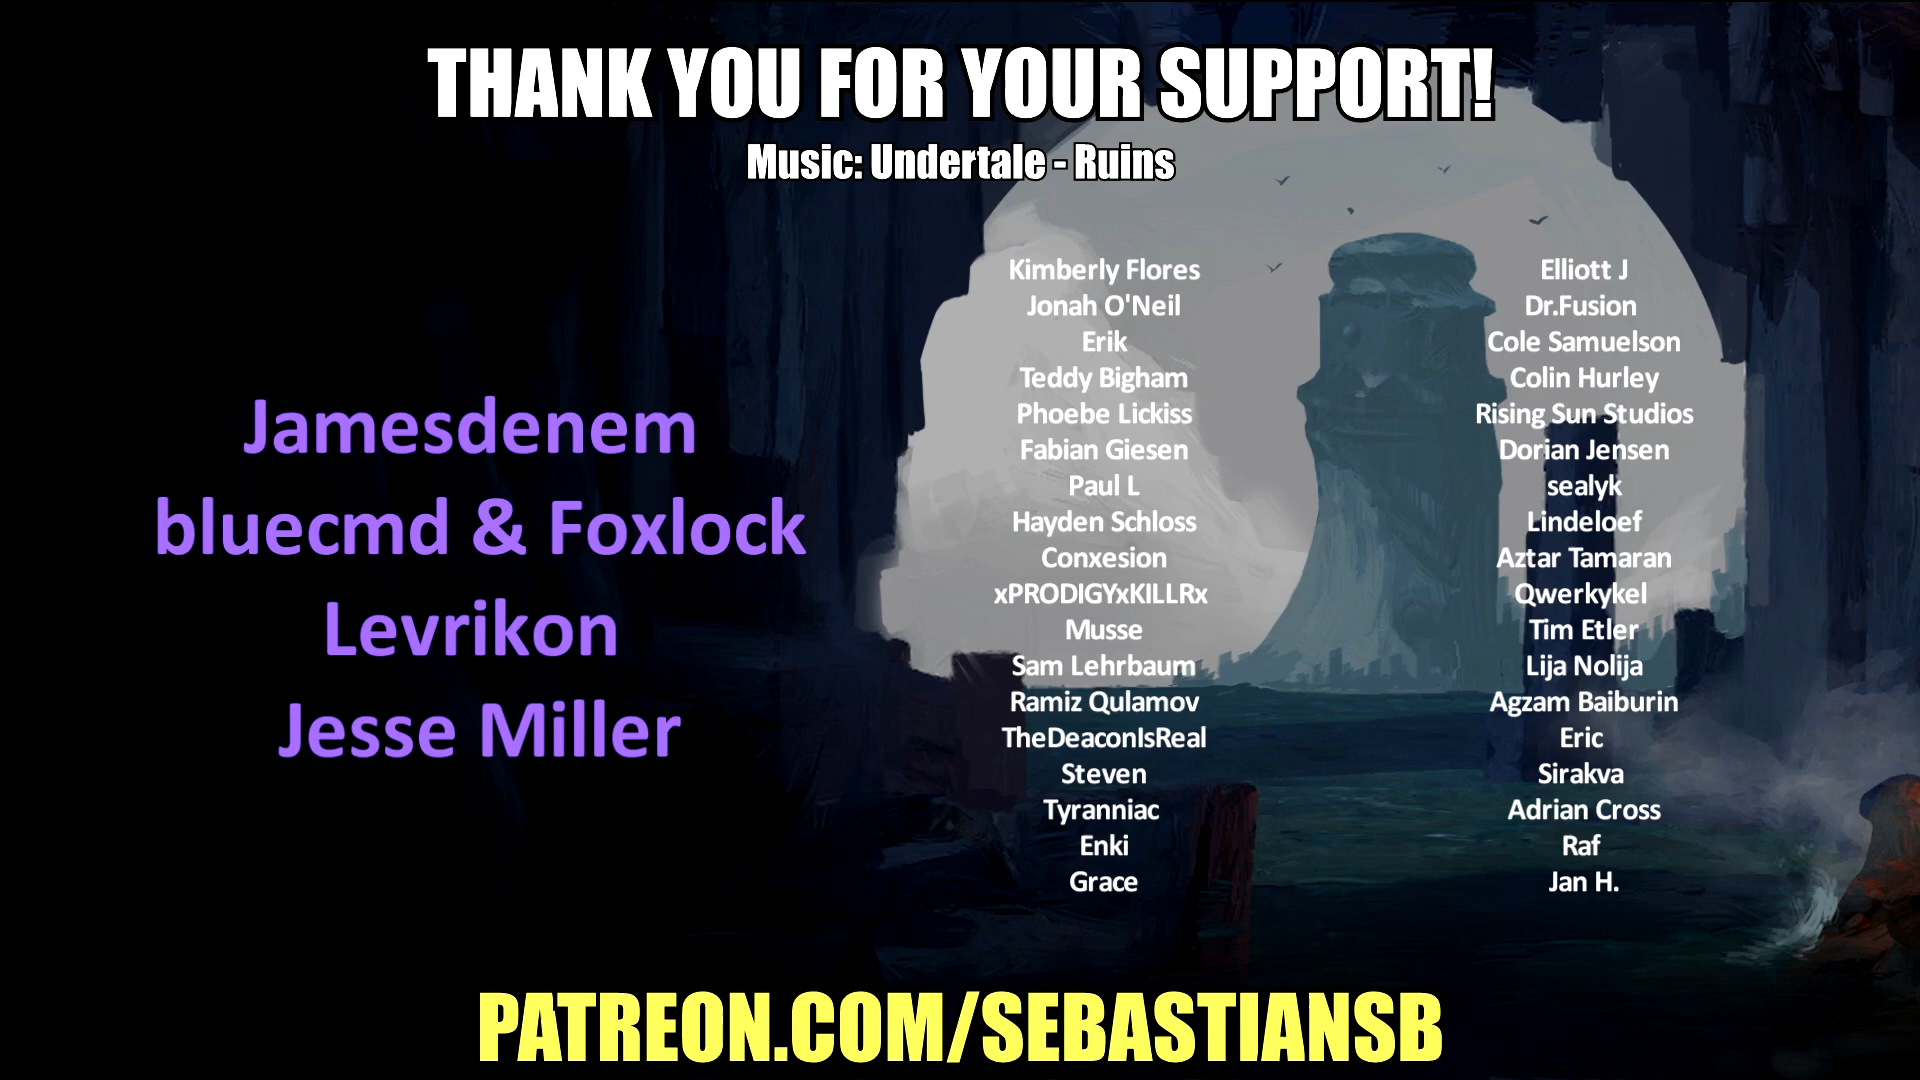 THANK YOU FOR YOUR SUPPORT!
Music: Undertale - Ruins
Jamesdenem
bluecmd & Foxlock
Levrikon
Jesse Miller
Kimberly Flores
Jonah O'Neil
Erik
Teddy Bigham
Phoebe Lickiss
Fabian Giesen
Paul L
Hayden Schloss
Conxesion
xPRODIGYxKILLRx
Musse
Sam Lehrbaum
Ramiz Qulamov
TheDeaconIsReal
Steven
Tyranniac
Enki
Grace
Elliott J
Dr.Fusion
Cole Samuelson
Colin Hurley
Rising Sun Studios
Dorian Jensen
sealyk
Lindeloef
Aztar Tamaran
Qwerkykel
Tim Etler
Lija Nolija
Agzam Baiburin
Eric
Sirakva
Adrian Cross
Raf
Jan H.
PATREON.COM/SEBASTIANSB